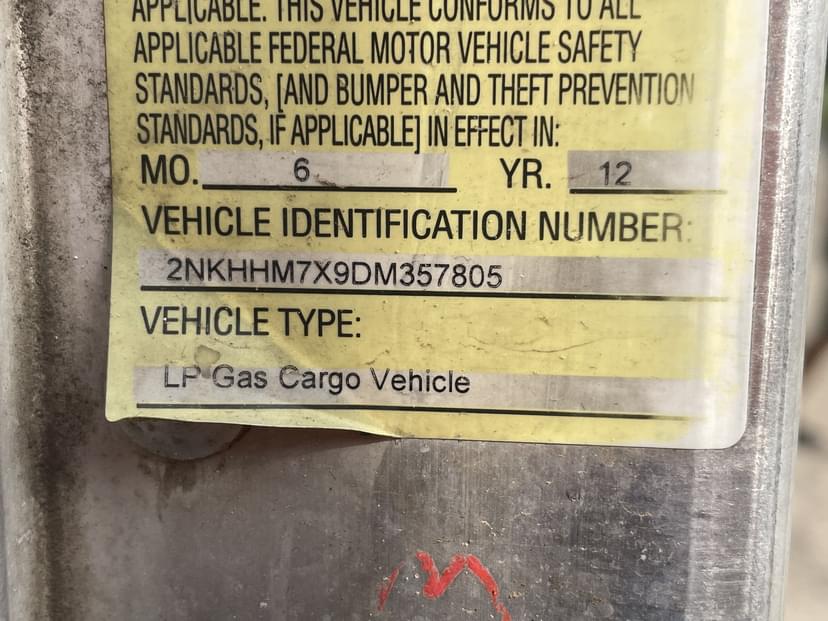 APPLICABLE. THIS VEHICLE CONFORMS TO ALL
APPLICABLE FEDERAL MOTOR VEHICLE SAFETY
STANDARDS, [AND BUMPER AND THEFT PREVENTION
STANDARDS, IF APPLICABLE] IN EFFECT IN:
MO. 6 YR. 12
VEHICLE IDENTIFICATION NUMBER:
2NKHHM7X9DM357805
VEHICLE TYPE:
LP Gas Cargo Vehicle